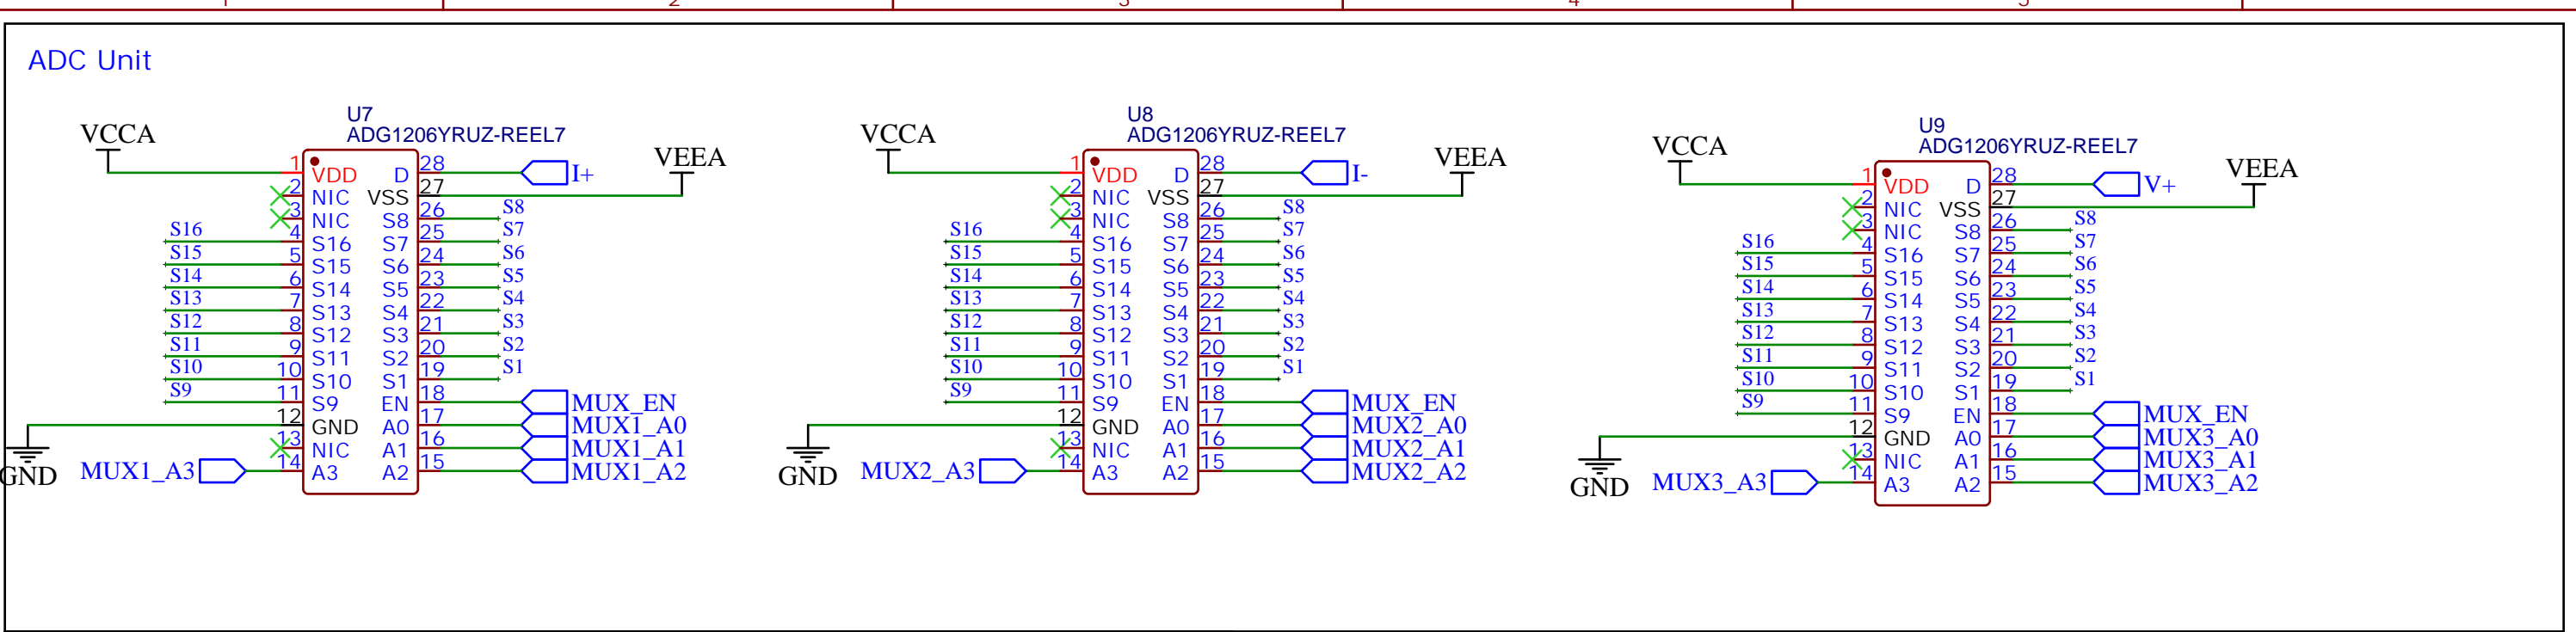 1 2 3 4 5
ADC Unit
U7
ADG1206YRUZ-REEL7
VCCA
VEEA
1 VDD D 28 I+
2 NIC VSS 27
3 NIC S8 26 S8
S16 4 S16 S7 25 S7
S15 5 S15 S6 24 S6
S14 6 S14 S5 23 S5
S13 7 S13 S4 22 S4
S12 8 S12 S3 21 S3
S11 9 S11 S2 20 S2
S10 10 S10 S1 19 S1
S9 11 S9 EN 18 MUX_EN
12 GND A0 17 MUX1_A0
13 NIC A1 16 MUX1_A1
GND MUX1_A3 14 A3 A2 15 MUX1_A2
U8
ADG1206YRUZ-REEL7
VCCA
VEEA
1 VDD D 28 I-
2 NIC VSS 27
3 NIC S8 26 S8
S16 4 S16 S7 25 S7
S15 5 S15 S6 24 S6
S14 6 S14 S5 23 S5
S13 7 S13 S4 22 S4
S12 8 S12 S3 21 S3
S11 9 S11 S2 20 S2
S10 10 S10 S1 19 S1
S9 11 S9 EN 18 MUX_EN
12 GND A0 17 MUX2_A0
13 NIC A1 16 MUX2_A1
GND MUX2_A3 14 A3 A2 15 MUX2_A2
U9
ADG1206YRUZ-REEL7
VCCA
VEEA
1 VDD D 28 V+
2 NIC VSS 27
3 NIC S8 26 S8
S16 4 S16 S7 25 S7
S15 5 S15 S6 24 S6
S14 6 S14 S5 23 S5
S13 7 S13 S4 22 S4
S12 8 S12 S3 21 S3
S11 9 S11 S2 20 S2
S10 10 S10 S1 19 S1
S9 11 S9 EN 18 MUX_EN
12 GND A0 17 MUX3_A0
13 NIC A1 16 MUX3_A1
GND MUX3_A3 14 A3 A2 15 MUX3_A2